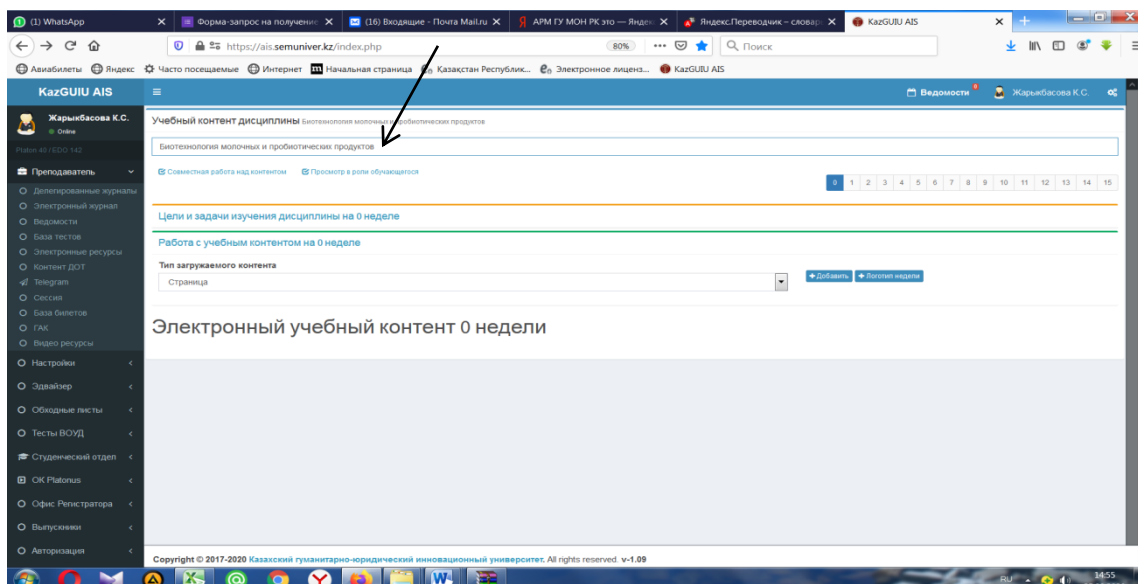 (1) WhatsApp
Форма-запрос на получение
(16) Входящие - Почта Mail.ru
АРМ ГУ МОН РК это — Яндекс
Яндекс.Переводчик – словарь
KazGUIU AIS
https://ais.semuniver.kz/index.php
80%
Поиск
Авиабилеты
Яндекс
Часто посещаемые
Интернет
Начальная страница
Қазақстан Республик...
Электронное лиценз...
KazGUIU AIS
KazGUIU AIS
Ведомости
Жарыкбасова К.С.
Жарыкбасова К.С.
Online
Platon 40 / EDO 142
Преподаватель
Делегированные журналы
Электронный журнал
Ведомости
База тестов
Электронные ресурсы
Контент ДОТ
Telegram
Сессия
База билетов
ГАК
Видео ресурсы
Настройки
Эдвайзер
Обходные листы
Тесты ВОУД
Студенческий отдел
OK Platonus
Офис Регистратора
Выпускники
Авторизация
Учебный контент дисциплины Биотехнология молочных и пробиотических продуктов
Биотехнология молочных и пробиотических продуктов
Совместная работа над контентом Просмотр в роли обучающегося
0 1 2 3 4 5 6 7 8 9 10 11 12 13 14 15
Цели и задачи изучения дисциплины на 0 неделе
Работа с учебным контентом на 0 неделе
Тип загружаемого контента
Страница
Добавить Логотип недели
Электронный учебный контент 0 недели
Copyright © 2017-2020 Казахский гуманитарно-юридический инновационный университет. All rights reserved. v-1.09
RU
14:55